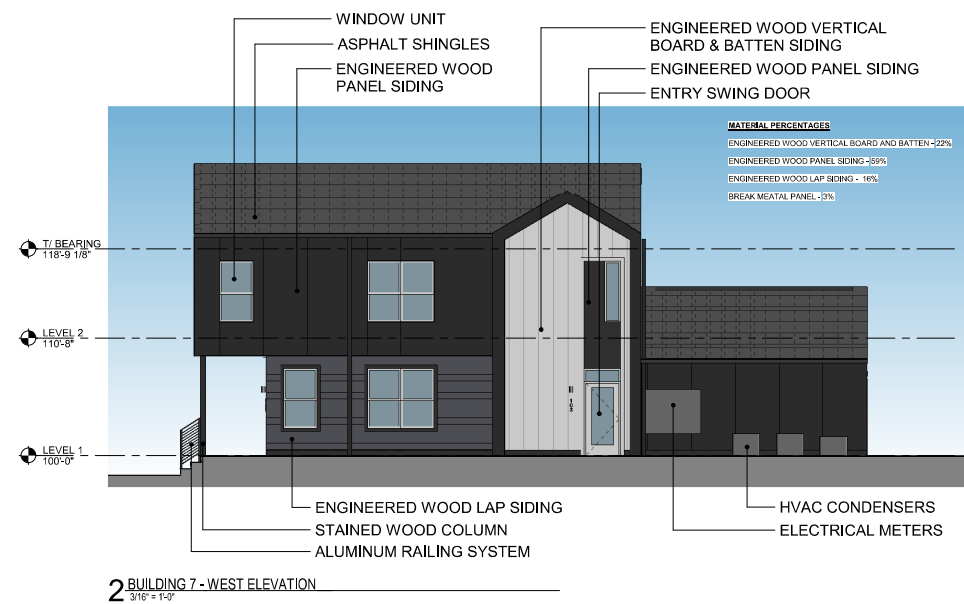 WINDOW UNIT
ASPHALT SHINGLES
ENGINEERED WOOD
PANEL SIDING
ENGINEERED WOOD VERTICAL
BOARD & BATTEN SIDING
ENGINEERED WOOD PANEL SIDING
ENTRY SWING DOOR
MATERIAL PERCENTAGES
ENGINEERED WOOD VERTICAL BOARD AND BATTEN - 22%
ENGINEERED WOOD PANEL SIDING - 59%
ENGINEERED WOOD LAP SIDING - 16%
BREAK MEATAL PANEL - 3%
T/ BEARING
118'-9 1/8"
LEVEL 2
110'-8"
103
LEVEL 1
100'-0"
ENGINEERED WOOD LAP SIDING
STAINED WOOD COLUMN
ALUMINUM RAILING SYSTEM
HVAC CONDENSERS
ELECTRICAL METERS
2 BUILDING 7 - WEST ELEVATION
3/16" = 1'-0"